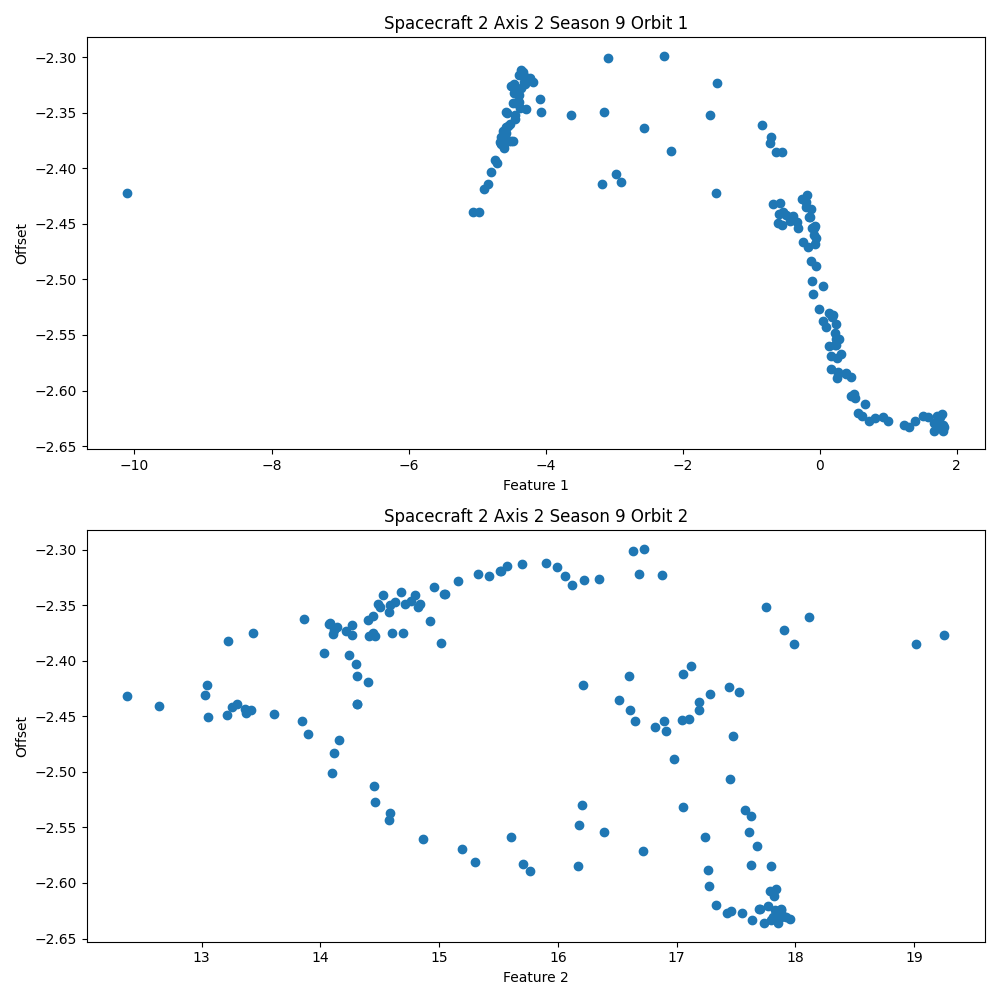 Spacecraft 2 Axis 2 Season 9 Orbit 1
−2.30
−2.35
−2.40
−2.45
−2.50
−2.55
−2.60
−2.65
Offset
−10 −8 −6 −4 −2 0 2
Feature 1
Spacecraft 2 Axis 2 Season 9 Orbit 2
−2.30
−2.35
−2.40
−2.45
−2.50
−2.55
−2.60
−2.65
Offset
13 14 15 16 17 18 19
Feature 2